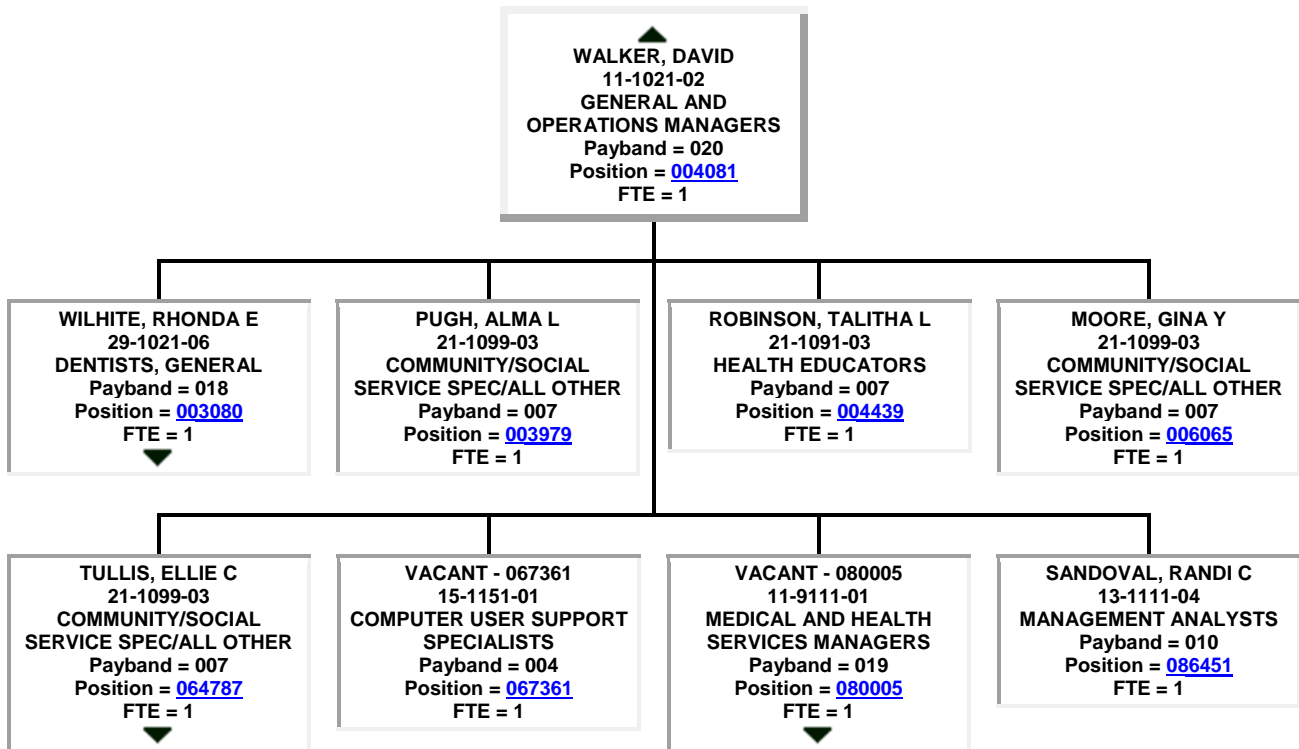 WALKER, DAVID
11-1021-02
GENERAL AND
OPERATIONS MANAGERS
Payband = 020
Position = 004081
FTE = 1
WILHITE, RHONDA E
29-1021-06
DENTISTS, GENERAL
Payband = 018
Position = 003080
FTE = 1
PUGH, ALMA L
21-1099-03
COMMUNITY/SOCIAL
SERVICE SPEC/ALL OTHER
Payband = 007
Position = 003979
FTE = 1
ROBINSON, TALITHA L
21-1091-03
HEALTH EDUCATORS
Payband = 007
Position = 004439
FTE = 1
MOORE, GINA Y
21-1099-03
COMMUNITY/SOCIAL
SERVICE SPEC/ALL OTHER
Payband = 007
Position = 006065
FTE = 1
TULLIS, ELLIE C
21-1099-03
COMMUNITY/SOCIAL
SERVICE SPEC/ALL OTHER
Payband = 007
Position = 064787
FTE = 1
VACANT - 067361
15-1151-01
COMPUTER USER SUPPORT
SPECIALISTS
Payband = 004
Position = 067361
FTE = 1
VACANT - 080005
11-9111-01
MEDICAL AND HEALTH
SERVICES MANAGERS
Payband = 019
Position = 080005
FTE = 1
SANDOVAL, RANDI C
13-1111-04
MANAGEMENT ANALYSTS
Payband = 010
Position = 086451
FTE = 1